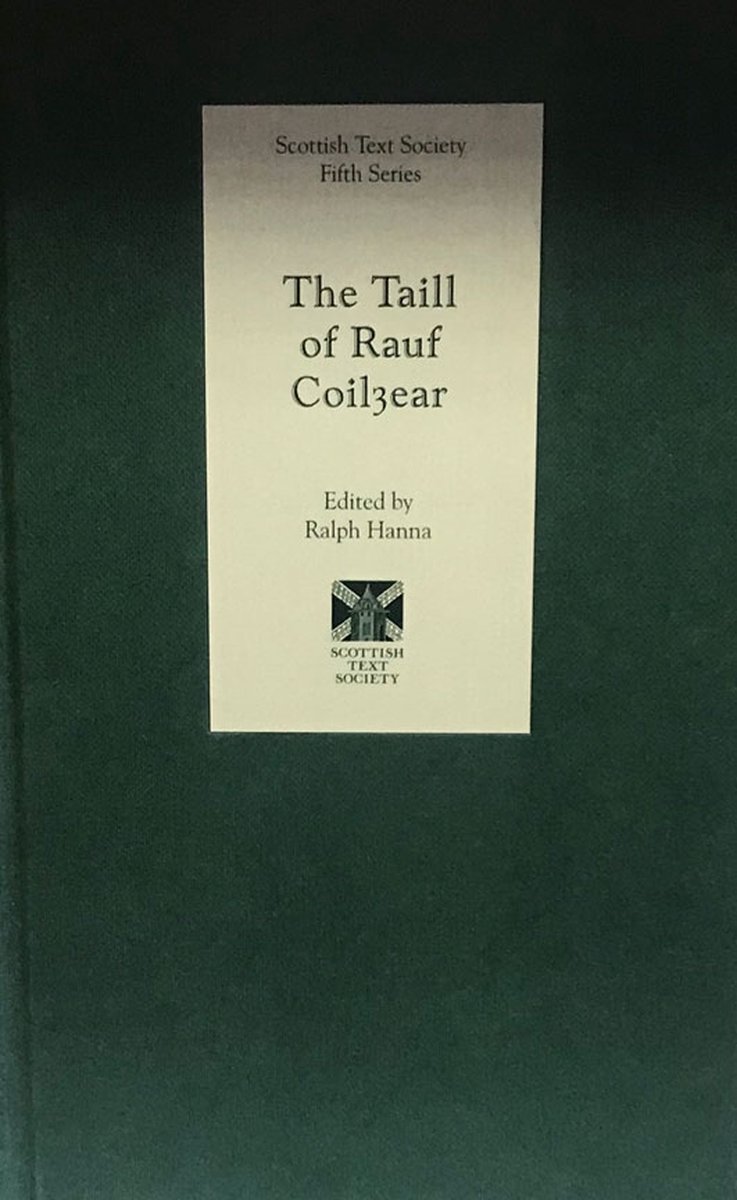 Scottish Text Society
Fifth Series
The Taill
of Rauf
Coilȝear
Edited by
Ralph Hanna
SCOTTISH
TEXT
SOCIETY